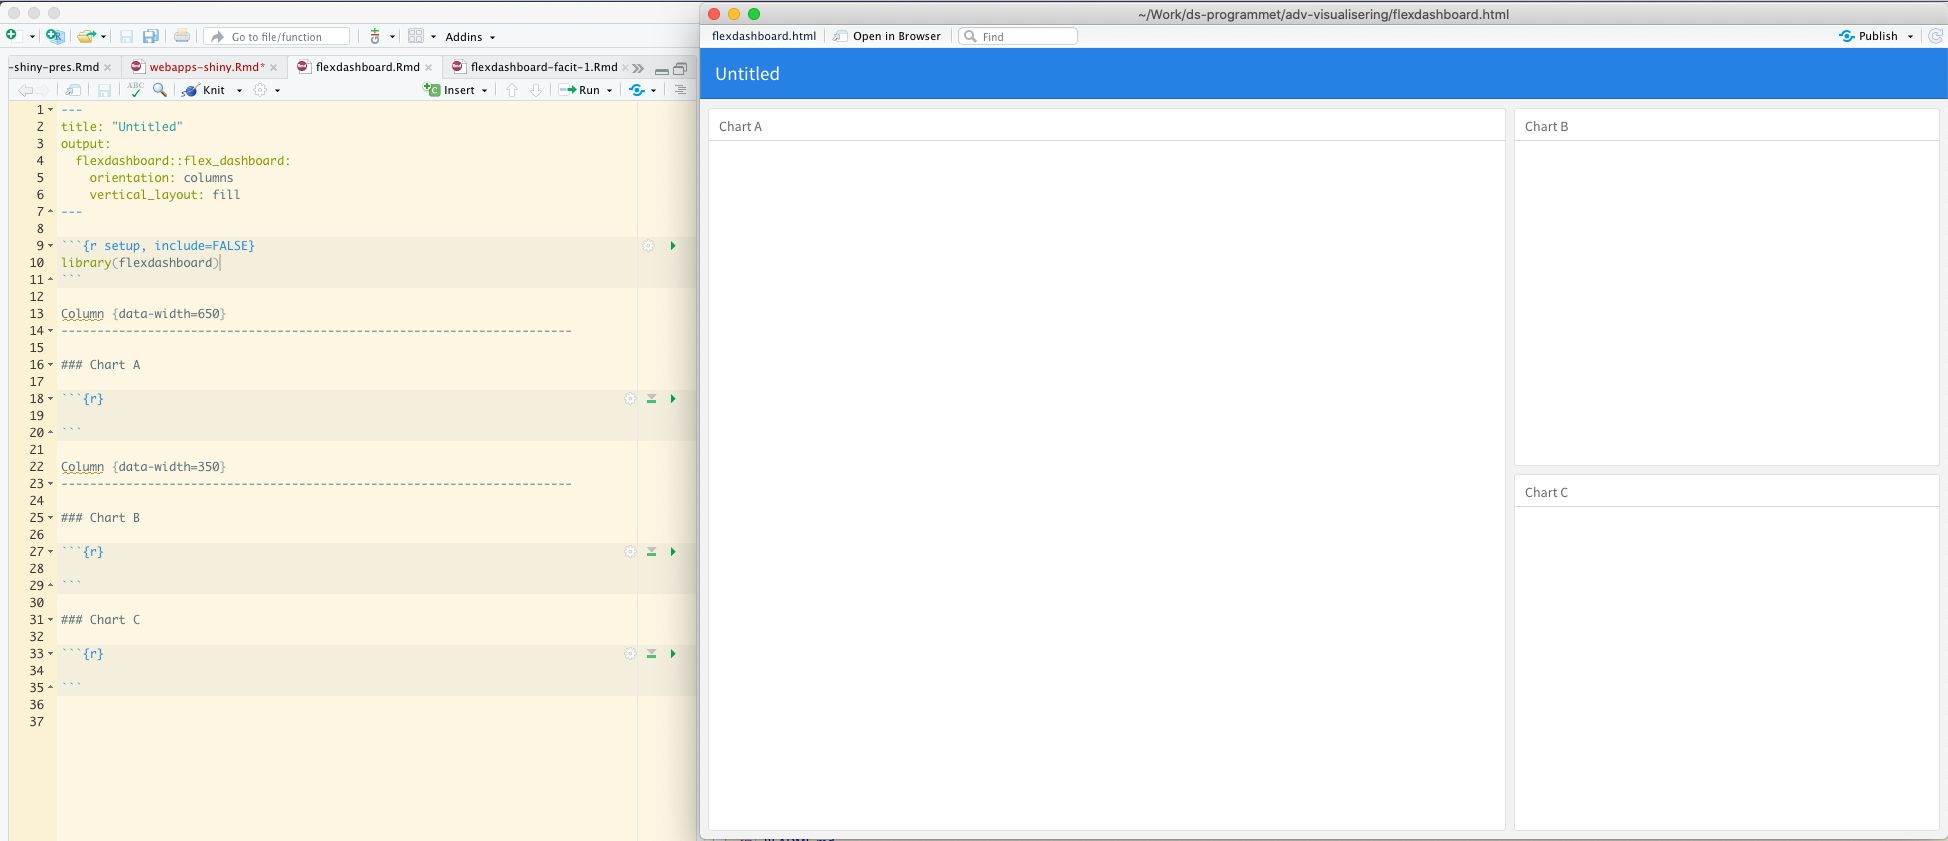 Go to file/function
Addins
-shiny-pres.Rmd
webapps-shiny.Rmd*
flexdashboard.Rmd
flexdashboard-facit-1.Rmd
ABC
Knit
Insert
Run
1 ---
2 title: "Untitled"
3 output:
4   flexdashboard::flex_dashboard:
5     orientation: columns
6     vertical_layout: fill
7 ---
8
9 ```{r setup, include=FALSE}
10 library(flexdashboard)
11 ```
12
13 Column {data-width=650}
14 -----------------------------------------------------------------------
15
16 ### Chart A
17
18 ```{r}
19
20 ```
21
22 Column {data-width=350}
23 -----------------------------------------------------------------------
24
25 ### Chart B
26
27 ```{r}
28
29 ```
30
31 ### Chart C
32
33 ```{r}
34
35 ```
36
37
~/Work/ds-programmet/adv-visualisering/flexdashboard.html
flexdashboard.html
Open in Browser
Find
Publish
Untitled
Chart A
Chart B
Chart C